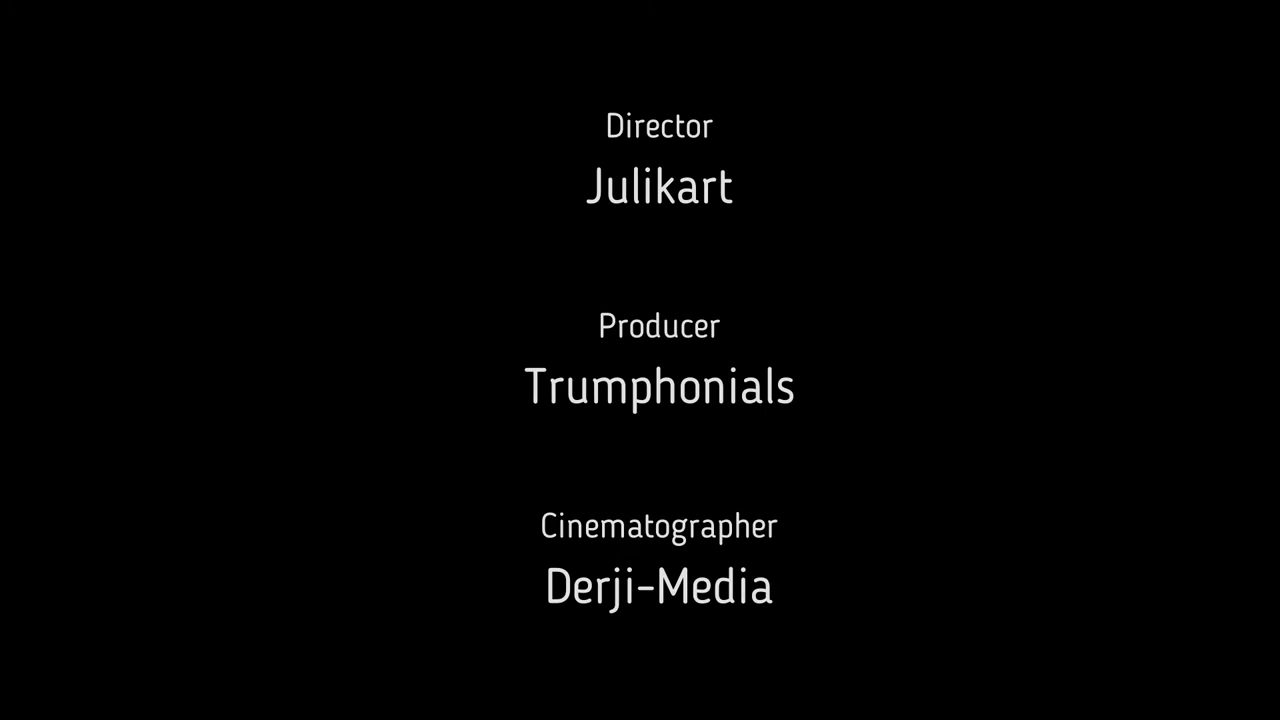 Director
Julikart
Producer
Trumphonials
Cinematographer
Derji-Media